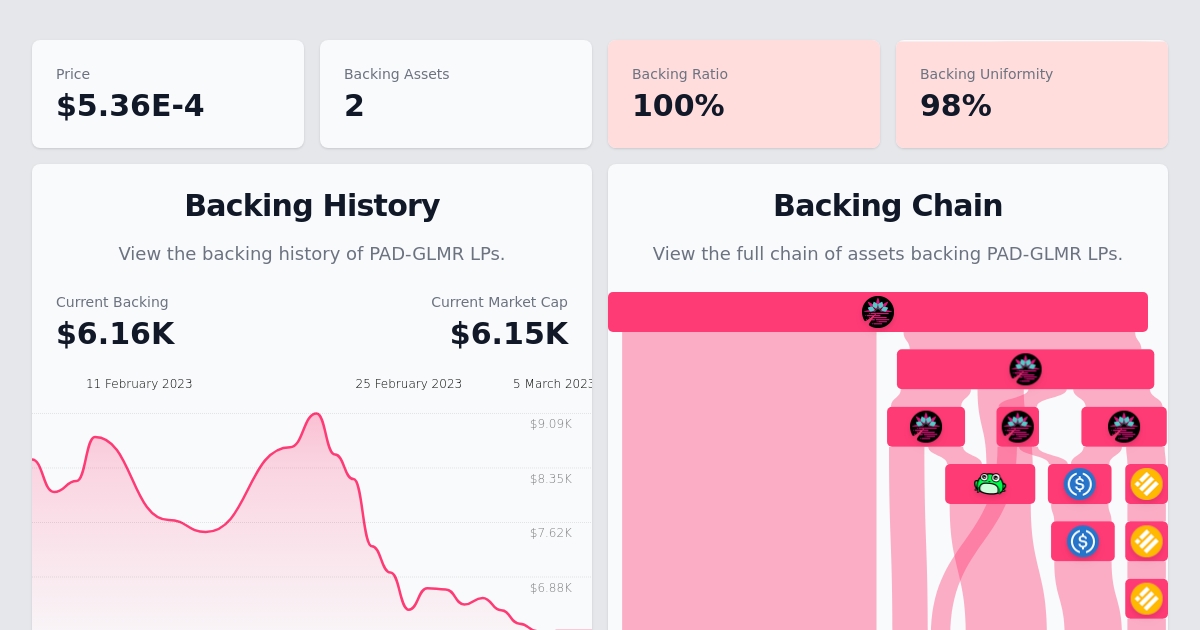 Price
$5.36E-4
Backing Assets
2
Backing Ratio
100%
Backing Uniformity
98%
Backing History
View the backing history of PAD-GLMR LPs.
Current Backing
$6.16K
Current Market Cap
$6.15K
11 February 2023
25 February 2023
5 March 2023
$9.09K
$8.35K
$7.62K
$6.88K
Backing Chain
View the full chain of assets backing PAD-GLMR LPs.